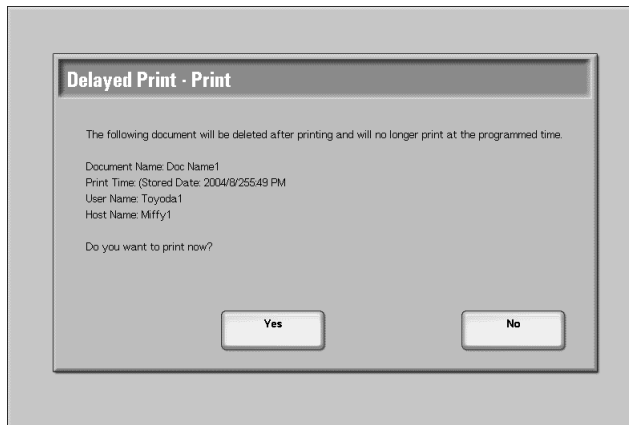 Delayed Print - Print
The following document will be deleted after printing and will no longer print at the programmed time.
Document Name: Doc Name1
Print Time: (Stored Date: 2004/8/255:49 PM
User Name: Toyoda1
Host Name: Miffy1
Do you want to print now?
Yes
No